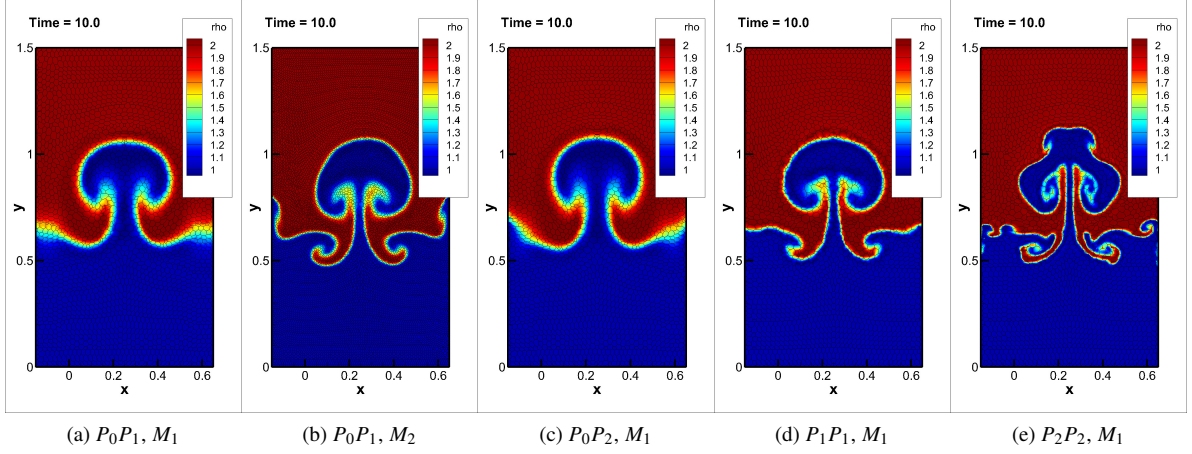 Time = 10.0
rho
2
1.9
1.8
1.7
1.6
1.5
1.4
1.3
1.2
1.1
1
1.5
1
0.5
0
y
0 0.2 0.4 0.6
x
(a) P₀P₁, M₁
Time = 10.0
rho
2
1.9
1.8
1.7
1.6
1.5
1.4
1.3
1.2
1.1
1
1.5
1
0.5
0
y
0 0.2 0.4 0.6
x
(b) P₀P₁, M₂
Time = 10.0
rho
2
1.9
1.8
1.7
1.6
1.5
1.4
1.3
1.2
1.1
1
1.5
1
0.5
0
y
0 0.2 0.4 0.6
x
(c) P₀P₂, M₁
Time = 10.0
rho
2
1.9
1.8
1.7
1.6
1.5
1.4
1.3
1.2
1.1
1
1.5
1
0.5
0
y
0 0.2 0.4 0.6
x
(d) P₁P₁, M₁
Time = 10.0
rho
2
1.9
1.8
1.7
1.6
1.5
1.4
1.3
1.2
1.1
1
1.5
1
0.5
0
y
0 0.2 0.4 0.6
x
(e) P₂P₂, M₁